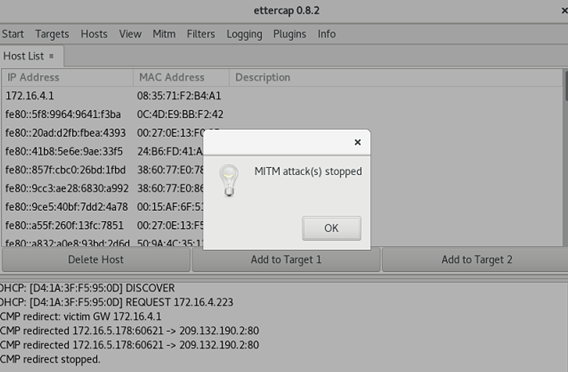 ettercap 0.8.2
Start Targets Hosts View Mitm Filters Logging Plugins Info
Host List
IP Address MAC Address Description
172.16.4.1 08:35:71:F2:B4:A1
fe80::5f8:9964:9641:f3ba 0C:4D:E9:BB:F2:42
fe80::20ad:d2fb:fbea:4393 00:27:0E:13:F0
fe80::41b8:5e6e:9ae:33f5 24:B6:FD:41:A
fe80::857f:cbc0:26bd:1fbd 38:60:77:E0:78
fe80::9cc3:ae28:6830:a992 38:60:77:E0:86
fe80::9ce5:40bf:7dd2:4a78 00:15:AF:6F:5
fe80::a55f:260f:13fc:7851 00:27:0E:13:F5
fe80::a832:a0e8:93bd:2d6d 50:9A:4C:35:1
MITM attack(s) stopped
OK
Delete Host Add to Target 1 Add to Target 2
DHCP: [D4:1A:3F:F5:95:0D] DISCOVER
DHCP: [D4:1A:3F:F5:95:0D] REQUEST 172.16.4.223
CMP redirect: victim GW 172.16.4.1
CMP redirected 172.16.5.178:60621 -> 209.132.190.2:80
CMP redirected 172.16.5.178:60621 -> 209.132.190.2:80
CMP redirect stopped.